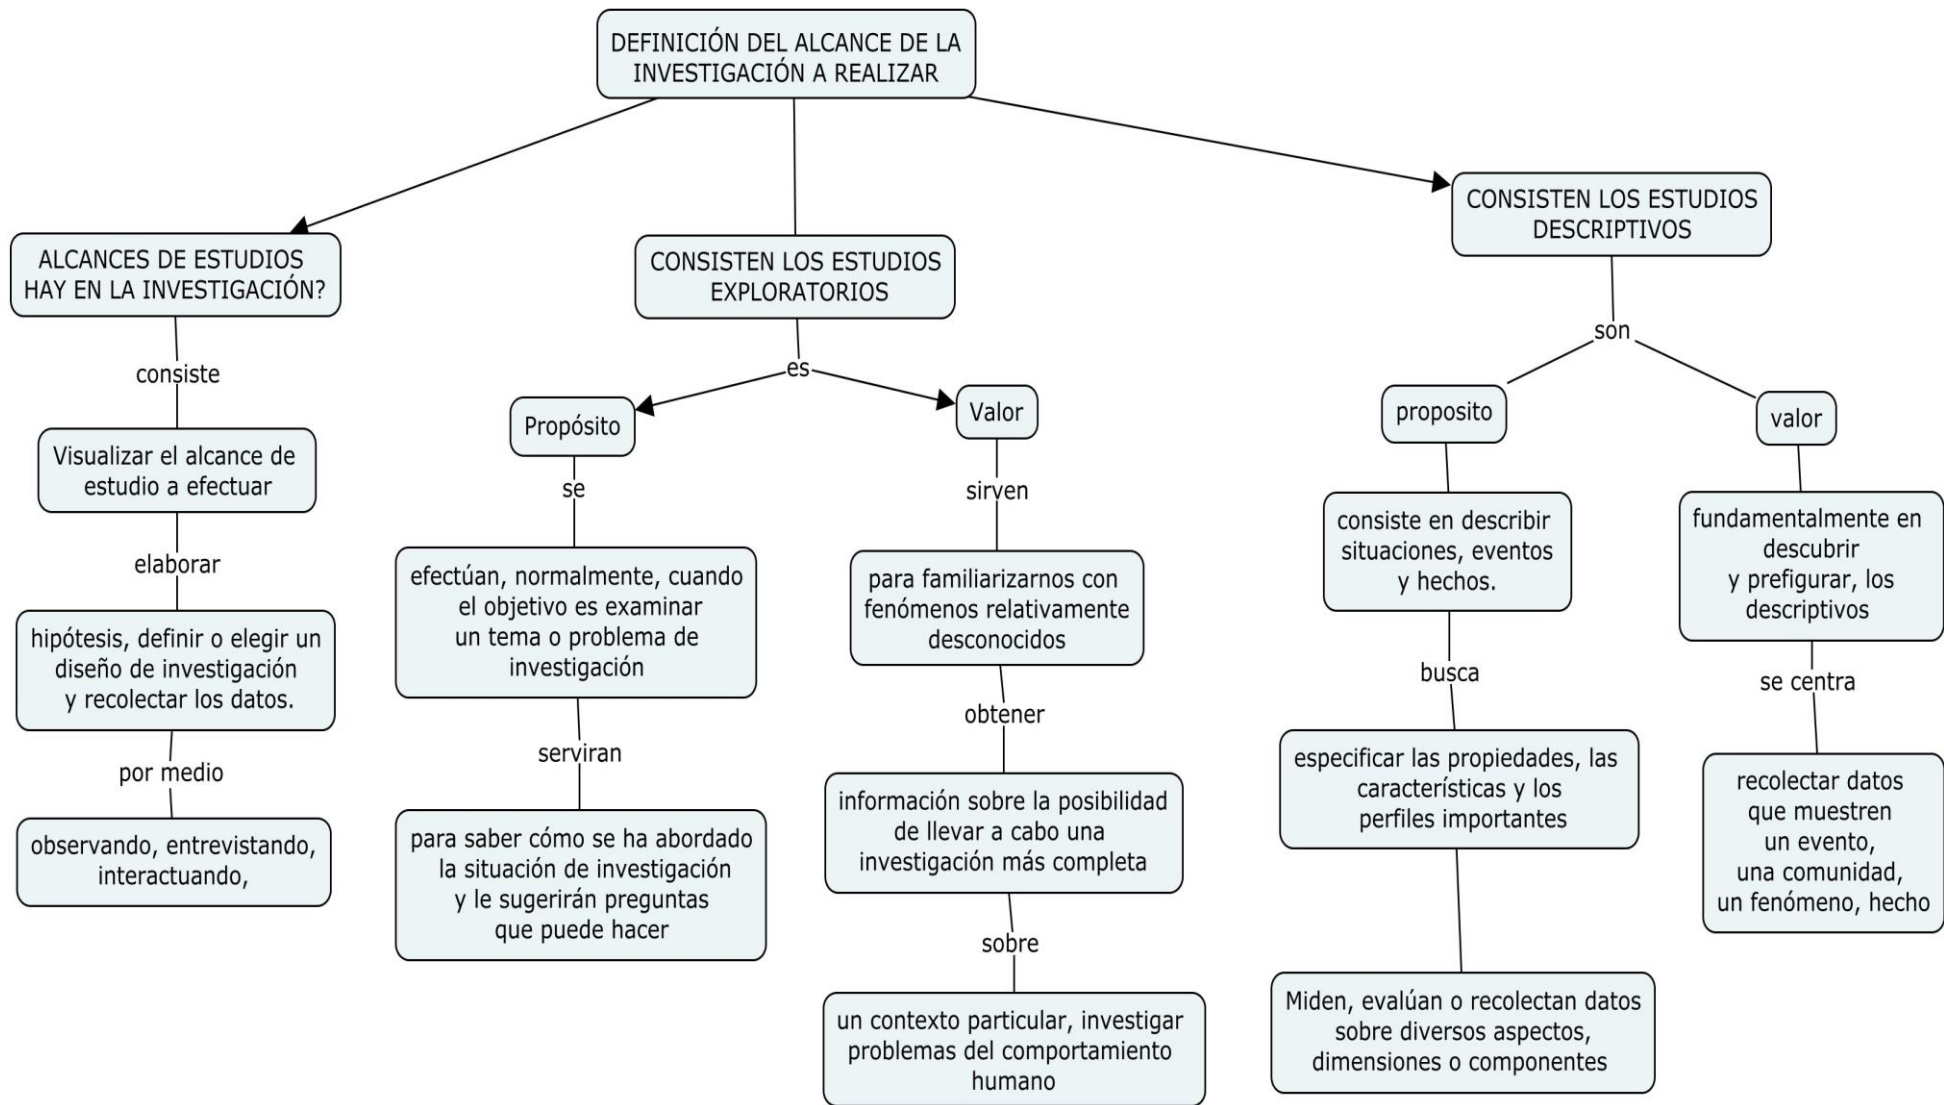 DEFINICIÓN DEL ALCANCE DE LA
INVESTIGACIÓN A REALIZAR
ALCANCES DE ESTUDIOS
HAY EN LA INVESTIGACIÓN?
consiste
Visualizar el alcance de
estudio a efectuar
elaborar
hipótesis, definir o elegir un
diseño de investigación
y recolectar los datos.
por medio
observando, entrevistando,
interactuando,
CONSISTEN LOS ESTUDIOS
EXPLORATORIOS
es
Propósito
se
efectúan, normalmente, cuando
el objetivo es examinar
un tema o problema de
investigación
serviran
para saber cómo se ha abordado
la situación de investigación
y le sugerirán preguntas
que puede hacer
Valor
sirven
para familiarizarnos con
fenómenos relativamente
desconocidos
obtener
información sobre la posibilidad
de llevar a cabo una
investigación más completa
sobre
un contexto particular, investigar
problemas del comportamiento
humano
CONSISTEN LOS ESTUDIOS
DESCRIPTIVOS
son
proposito
consiste en describir
situaciones, eventos
y hechos.
busca
especificar las propiedades, las
características y los
perfiles importantes
Miden, evalúan o recolectan datos
sobre diversos aspectos,
dimensiones o componentes
valor
fundamentalmente en
descubrir
y prefigurar, los
descriptivos
se centra
recolectar datos
que muestren
un evento,
una comunidad,
un fenómeno, hecho